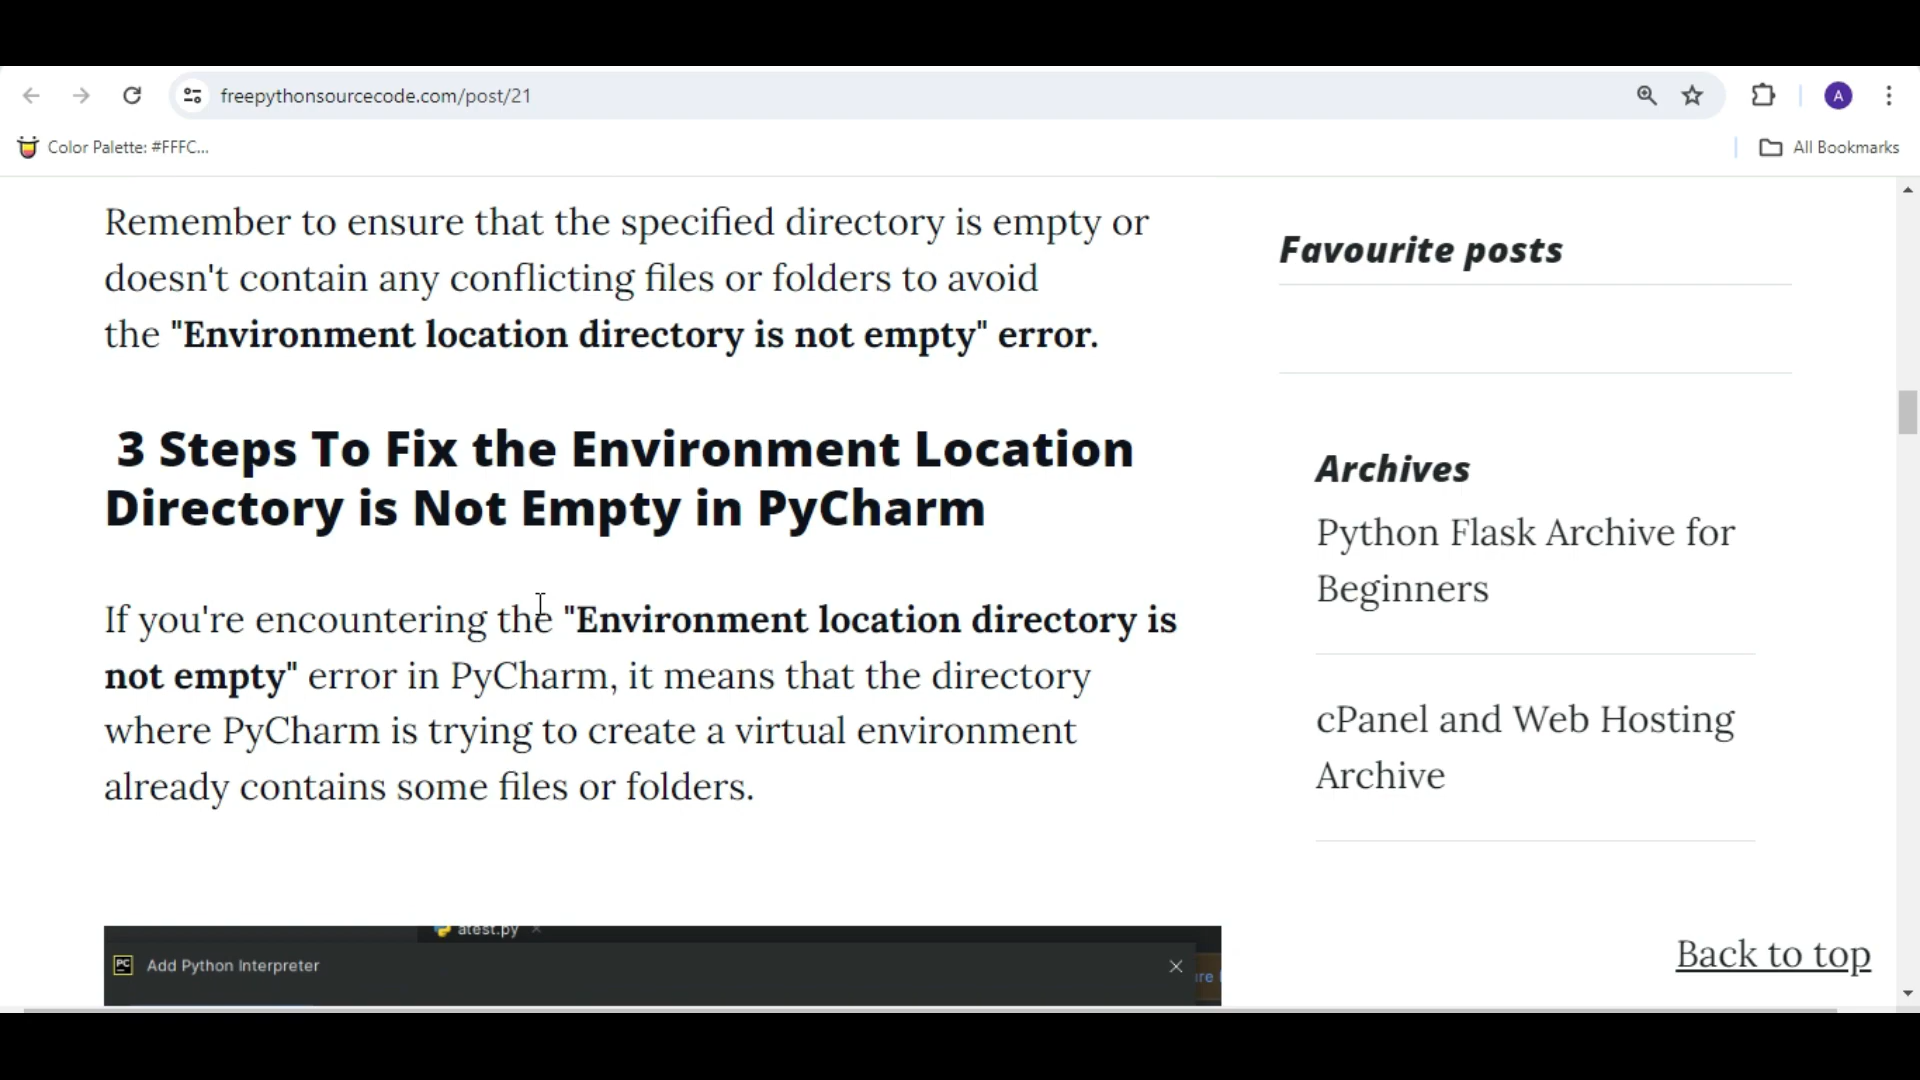 freepythonsourcecode.com/post/21
A
Color Palette: #FFFC...
All Bookmarks
Remember to ensure that the specified directory is empty or
doesn't contain any conflicting files or folders to avoid
the "Environment location directory is not empty" error.
3 Steps To Fix the Environment Location
Directory is Not Empty in PyCharm
If you're encountering the "Environment location directory is
not empty" error in PyCharm, it means that the directory
where PyCharm is trying to create a virtual environment
already contains some files or folders.
atest.py
PC Add Python Interpreter
Favourite posts
Archives
Python Flask Archive for
Beginners
cPanel and Web Hosting
Archive
Back to top